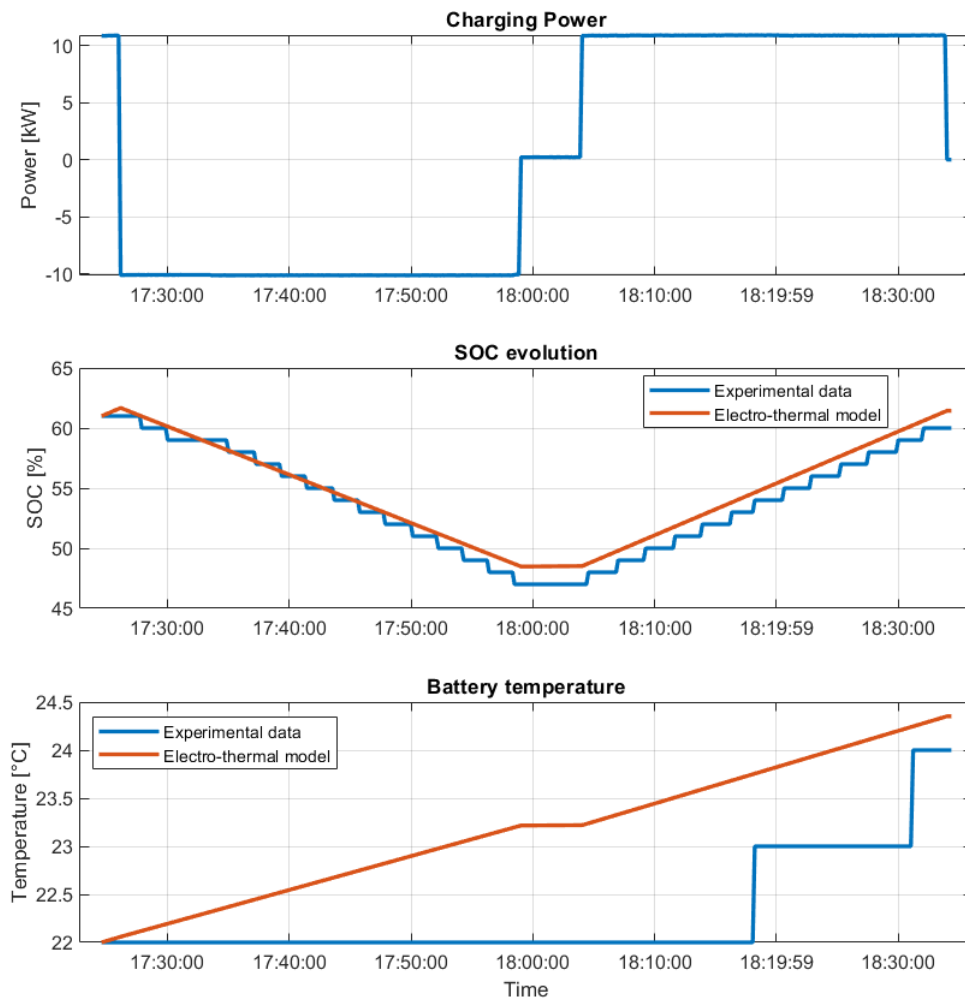 Charging Power
Power [kW]
10
5
0
-5
-10
17:30:00 17:40:00 17:50:00 18:00:00 18:10:00 18:19:59 18:30:00
SOC evolution
SOC [%]
65
60
55
50
45
Experimental data
Electro-thermal model
17:30:00 17:40:00 17:50:00 18:00:00 18:10:00 18:19:59 18:30:00
Battery temperature
Temperature [°C]
24.5
24
23.5
23
22.5
22
Experimental data
Electro-thermal model
17:30:00 17:40:00 17:50:00 18:00:00 18:10:00 18:19:59 18:30:00
Time